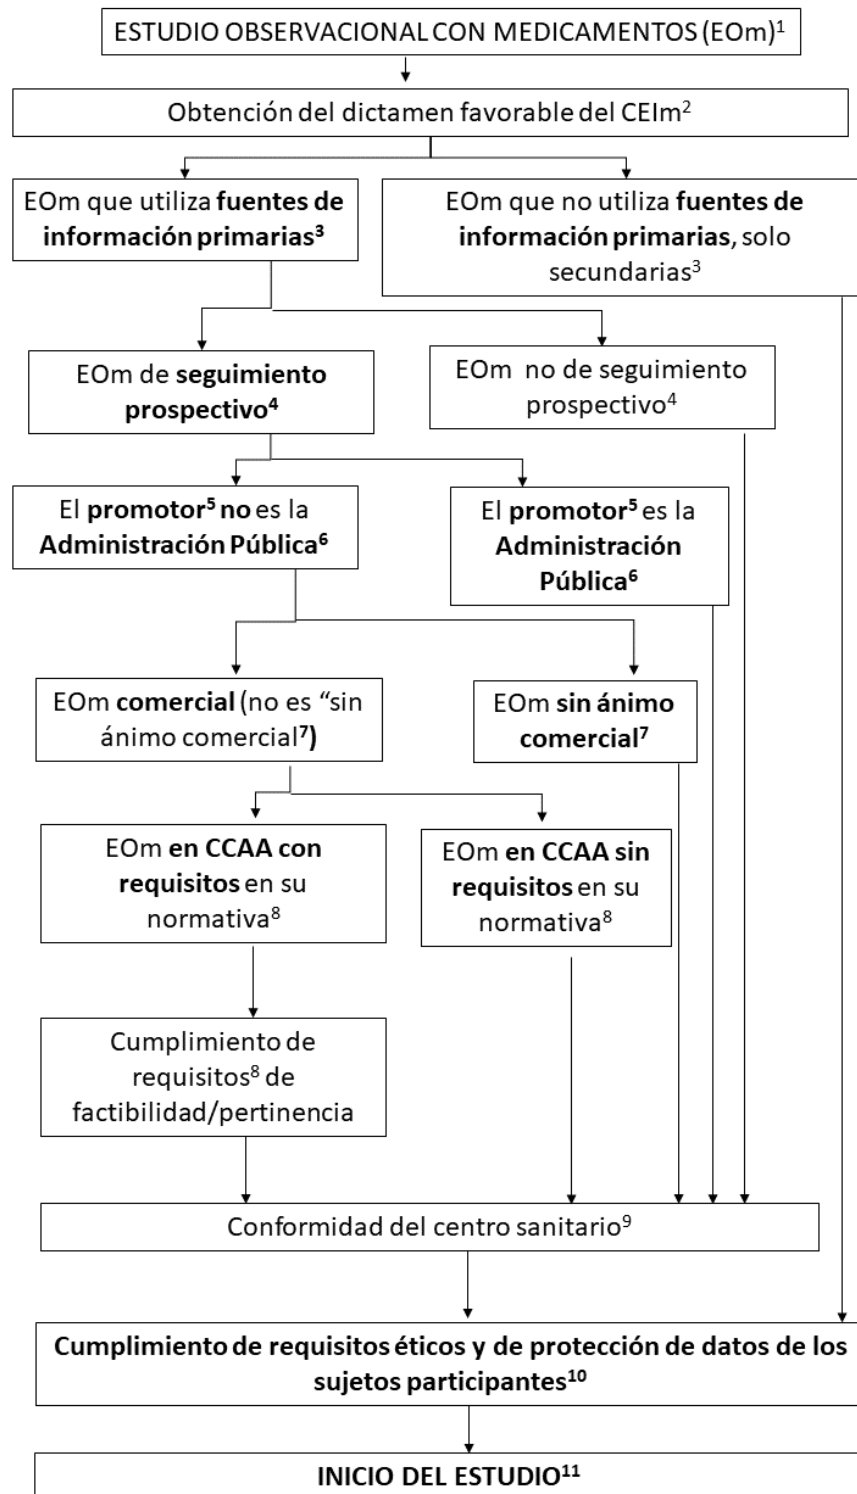 ESTUDIO OBSERVACIONAL CON MEDICAMENTOS (EOm)¹
Obtención del dictamen favorable del CEIm²
EOm que utiliza fuentes de
información primarias³
EOm que no utiliza fuentes de
información primarias, solo
secundarias³
EOm de seguimiento
prospectivo⁴
EOm no de seguimiento
prospectivo⁴
El promotor⁵ no es la
Administración Pública⁶
El promotor⁵ es la
Administración
Pública⁶
EOm comercial (no es “sin
ánimo comercial⁷)
EOm sin ánimo
comercial⁷
EOm en CCAA con
requisitos en su
normativa⁸
EOm en CCAA sin
requisitos en su
normativa⁸
Cumplimiento de
requisitos⁸ de
factibilidad/pertinencia
Conformidad del centro sanitario⁹
Cumplimiento de requisitos éticos y de protección de datos de los
sujetos participantes¹⁰
INICIO DEL ESTUDIO¹¹